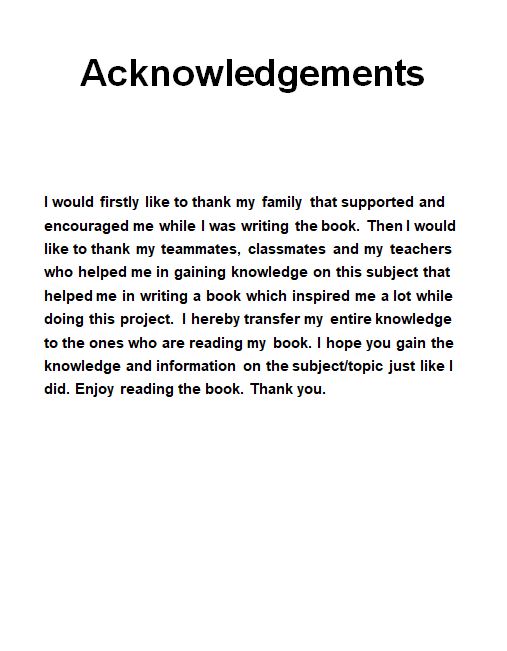 Acknowledgements
I would firstly like to thank my family that supported and
encouraged me while I was writing the book. Then I would
like to thank my teammates, classmates and my teachers
who helped me in gaining knowledge on this subject that
helped me in writing a book which inspired me a lot while
doing this project. I hereby transfer my entire knowledge
to the ones who are reading my book. I hope you gain the
knowledge and information on the subject/topic just like I
did. Enjoy reading the book. Thank you.